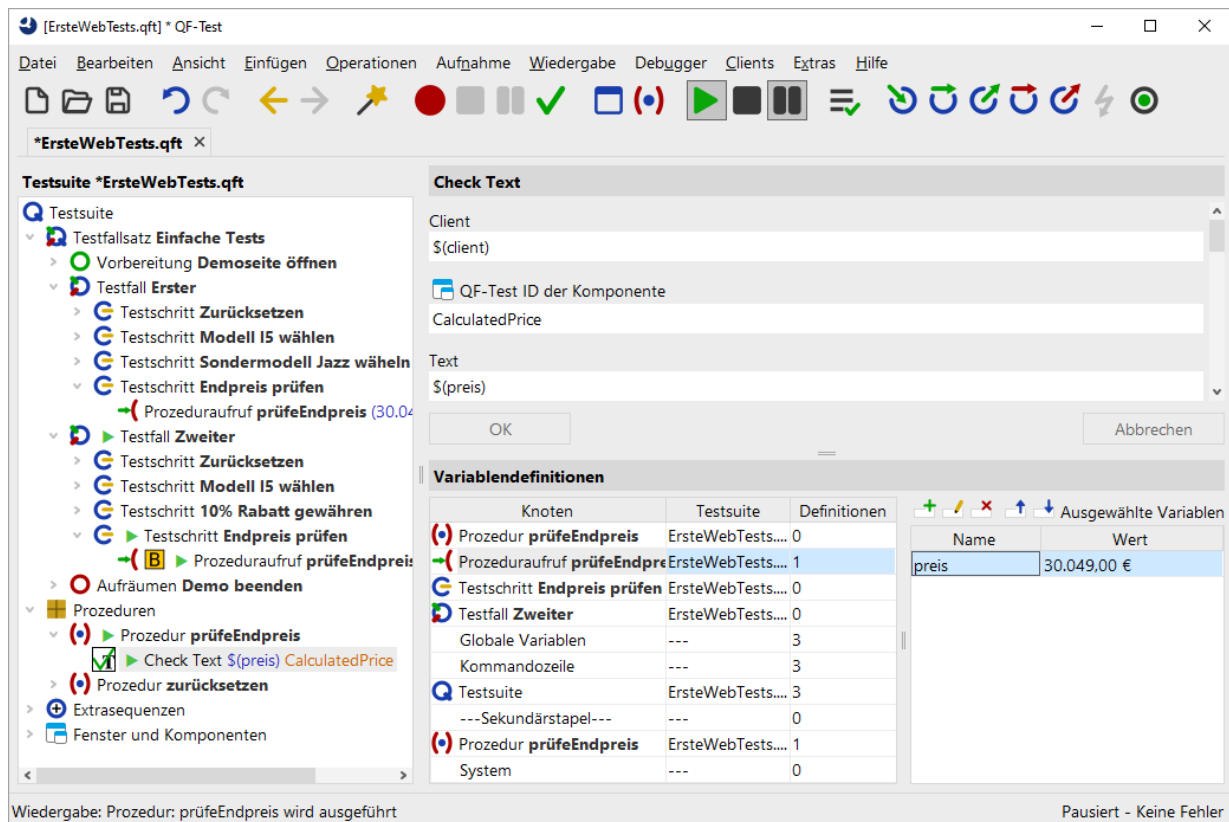 [ErsteWebTests.qft] * QF-Test
Datei Bearbeiten Ansicht Einfügen Operationen Aufnahme Wiedergabe Debugger Clients Extras Hilfe
*ErsteWebTests.qft
Testsuite *ErsteWebTests.qft
Testsuite
Testfallsatz Einfache Tests
Vorbereitung Demoseite öffnen
Testfall Erster
Testschritt Zurücksetzen
Testschritt Modell I5 wählen
Testschritt Sondermodell Jazz wäheln
Testschritt Endpreis prüfen
Prozeduraufruf prüfeEndpreis (30.04
Testfall Zweiter
Testschritt Zurücksetzen
Testschritt Modell I5 wählen
Testschritt 10% Rabatt gewähren
Testschritt Endpreis prüfen
B Prozeduraufruf prüfeEndpreis
Aufräumen Demo beenden
Prozeduren
Prozedur prüfeEndpreis
Check Text $(preis) CalculatedPrice
Prozedur zurücksetzen
Extrasequenzen
Fenster und Komponenten
Check Text
Client
$(client)
QF-Test ID der Komponente
CalculatedPrice
Text
$(preis)
OK Abbrechen
Variablendefinitionen
Knoten Testsuite Definitionen
Prozedur prüfeEndpreis ErsteWebTests.... 0
Prozeduraufruf prüfeEndpre ErsteWebTests.... 1
Testschritt Endpreis prüfen ErsteWebTests.... 0
Testfall Zweiter ErsteWebTests.... 0
Globale Variablen --- 3
Kommandozeile --- 3
Testsuite ErsteWebTests.... 3
---Sekundärstapel--- --- 0
Prozedur prüfeEndpreis ErsteWebTests.... 1
System --- 0
Ausgewählte Variablen
Name Wert
preis 30.049,00 €
Wiedergabe: Prozedur: prüfeEndpreis wird ausgeführt Pausiert - Keine Fehler